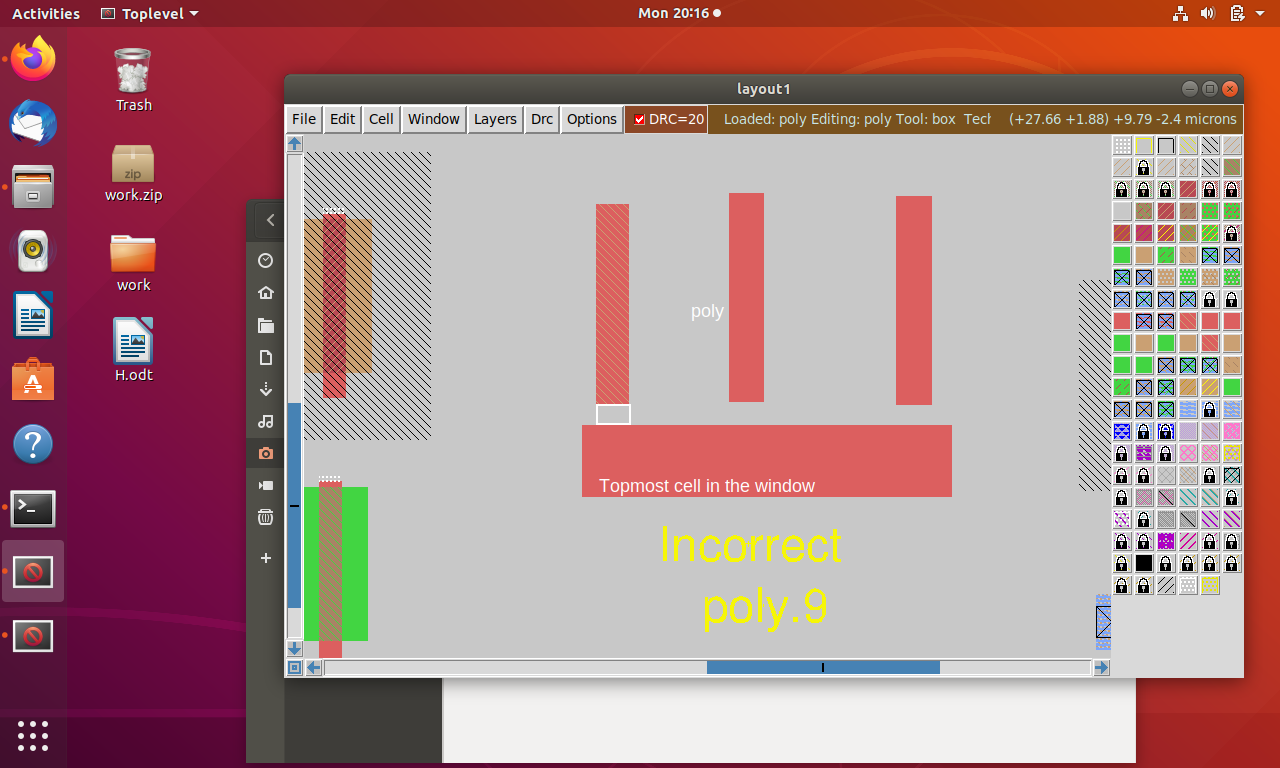 Activities Toplevel Mon 20:16
Trash
work.zip
zip
work
H.odt
layout1
File Edit Cell Window Layers Drc Options DRC=20 Loaded: poly Editing: poly Tool: box Tech (+27.66 +1.88) +9.79 -2.4 microns
poly
Topmost cell in the window
Incorrect
poly.9